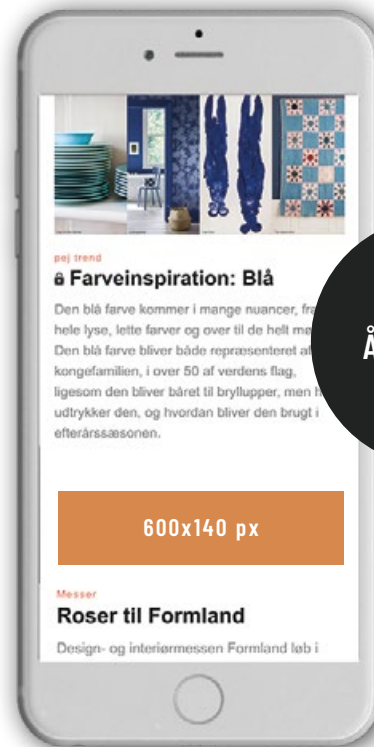 pej trend
Farveinspiration: Blå
Den blå farve kommer i mange nuancer, fra
hele lyse, lette farver og over til de helt
Den blå farve bliver både repræsenteret
kongefamilien, i over 50 af verdens flag,
ligesom den bliver båret til bryllupper, men
udtrykker den, og hvordan bliver den brugt i
efterårssæsonen.
Å
600x140 px
Messer
Roser til Formland
Design- og interiørmessen Formland løb i